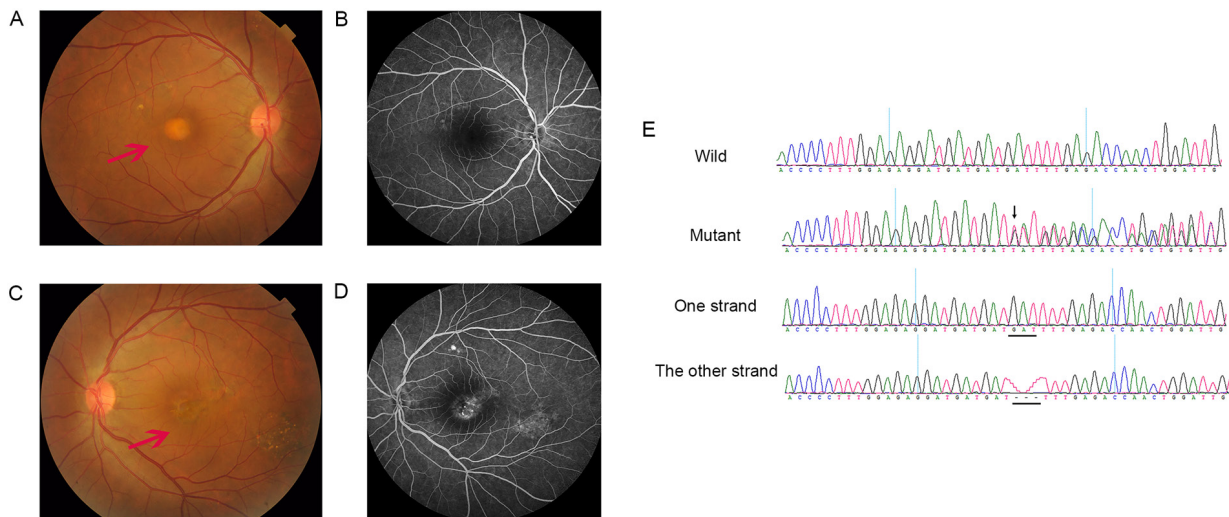 A
B
C
D
E
Wild
A C C C C T T T G G A G A G G A T G A T G A T G A T T T T G A G A C C A A C T G G A T T G
Mutant
A C C C C T T T G G A G A G G A T G A T G A T T A T T T T A A C A C C T G C T G T G T T G
One strand
A C C C C T T T G G A G A G G A T G A T G A T G A T T T T G A G A C C A A C T G G A T T G
The other strand
A C C C C T T T G G A G A G G A T G A T G A T - - - T T T G A G A C C A A C T G G A T T G